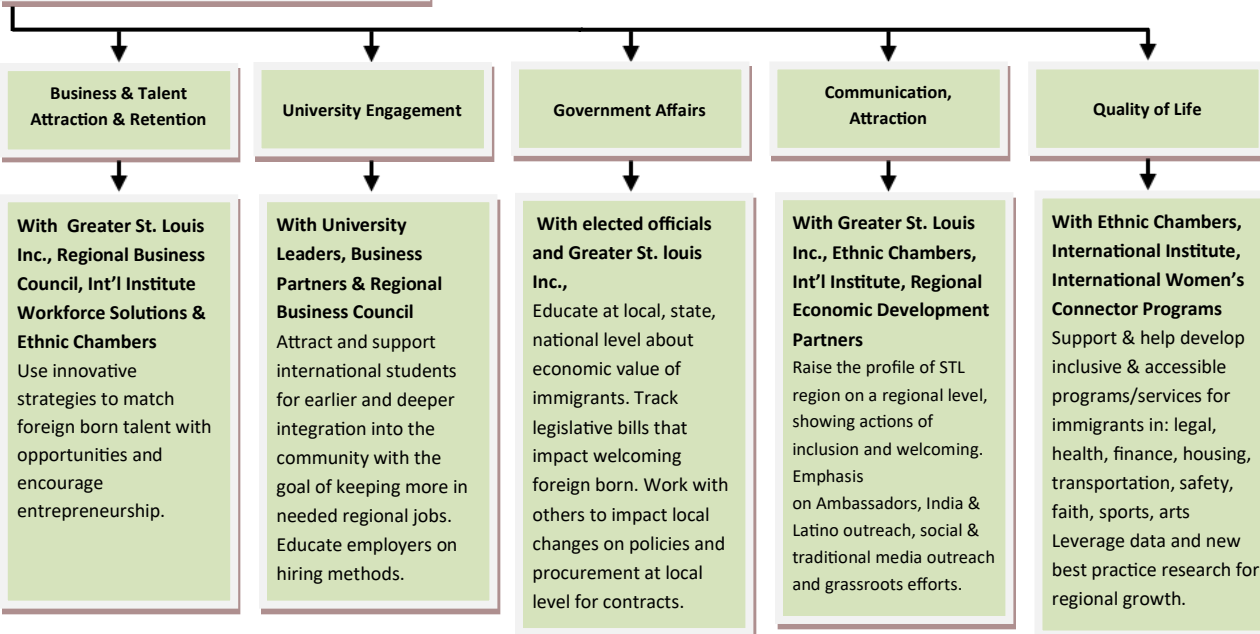 Business & Talent
Attraction & Retention
University Engagement
Government Affairs
Communication,
Attraction
Quality of Life
With  Greater St. Louis
Inc., Regional Business
Council, Int’l Institute
Workforce Solutions &
Ethnic Chambers
Use innovative
strategies to match
foreign born talent with
opportunities and
encourage
entrepreneurship.
With University
Leaders, Business
Partners & Regional
Business Council
Attract and support
international students
for earlier and deeper
integration into the
community with the
goal of keeping more in
needed regional jobs.
Educate employers on
hiring methods.
With elected officials
and Greater St. louis
Inc.,
Educate at local, state,
national level about
economic value of
immigrants. Track
legislative bills that
impact welcoming
foreign born. Work with
others to impact local
changes on policies and
procurement at local
level for contracts.
With Greater St. Louis
Inc., Ethnic Chambers,
Int’l Institute, Regional
Economic Development
Partners
Raise the profile of STL
region on a regional level,
showing actions of
inclusion and welcoming.
Emphasis
on Ambassadors, India &
Latino outreach, social &
traditional media outreach
and grassroots efforts.
With Ethnic Chambers,
International Institute,
International Women’s
Connector Programs
Support & help develop
inclusive & accessible
programs/services for
immigrants in: legal,
health, finance, housing,
transportation, safety,
faith, sports, arts
Leverage data and new
best practice research for
regional growth.